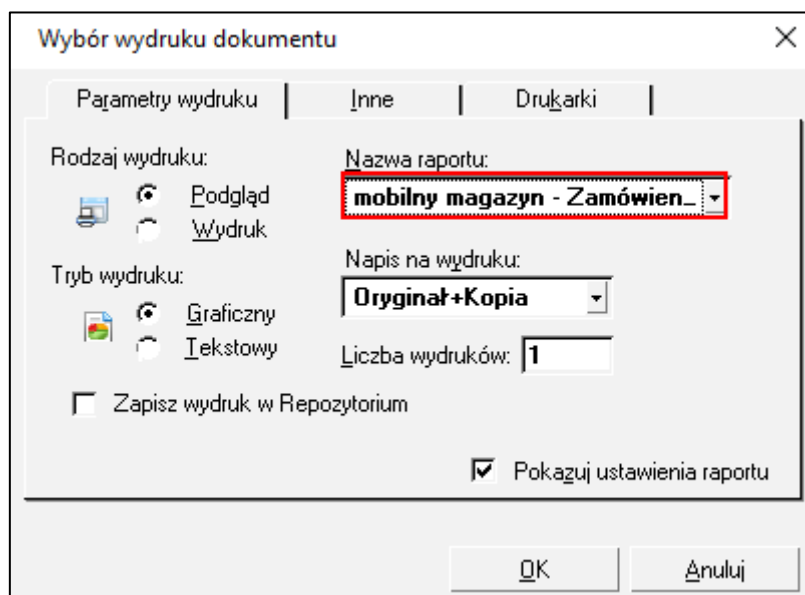 Wybór wydruku dokumentu
Parametry wydruku
Inne
Drukarki
Rodzaj wydruku:
Podgląd
Wydruk
Nazwa raportu:
mobilny magazyn - Zamówien...
Tryb wydruku:
Graficzny
Tekstowy
Napis na wydruku:
Oryginał+Kopia
Liczba wydruków: 1
Zapisz wydruk w Repozytorium
Pokazuj ustawienia raportu
OK
Anuluj